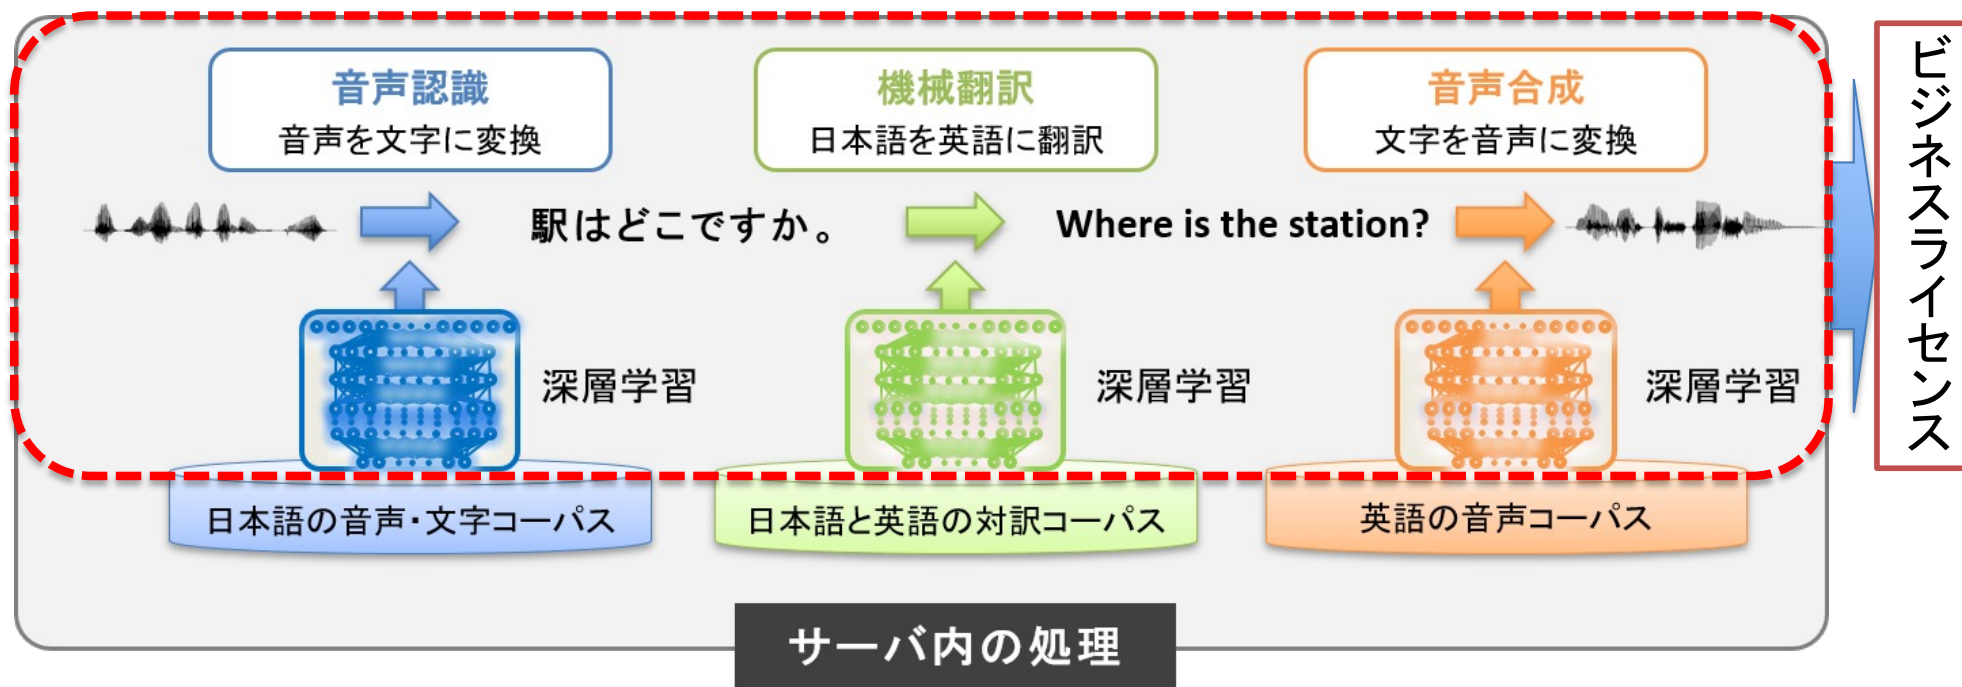 音声認識
音声を文字に変換
機械翻訳
日本語を英語に翻訳
音声合成
文字を音声に変換
駅はどこですか。
Where is the station?
深層学習
深層学習
深層学習
日本語の音声・文字コーパス
日本語と英語の対訳コーパス
英語の音声コーパス
サーバ内の処理
ビジネスライセンス